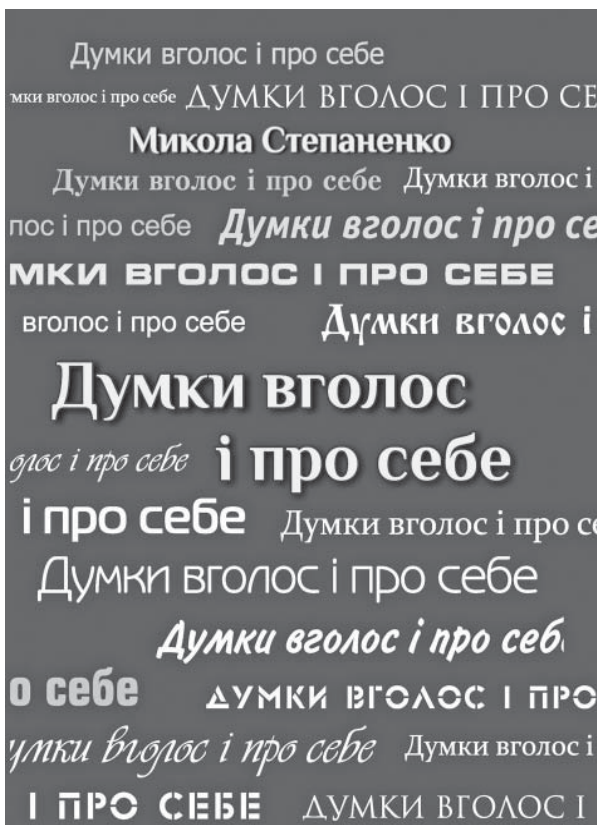 Думки вголос і про себе
мки вголос і про себе ДУМКИ ВГОЛОС І ПРО СЕ
Микола Степаненко
Думки вголос і про себе Думки вголос і
лос і про себе Думки вголос і про се
МКИ ВГОЛОС І ПРО СЕБЕ
вголос і про себе Думки вголос і
Думки вголос
олос і про себе і про себе
і про себе Думки вголос і про се
Думки вголос і про себе
Думки вголос і про себ
о себе ДУМКИ ВГОЛОС І ПРО
умки вголос і про себе Думки вголос і
І ПРО СЕБЕ ДУМКИ ВГОЛОС І